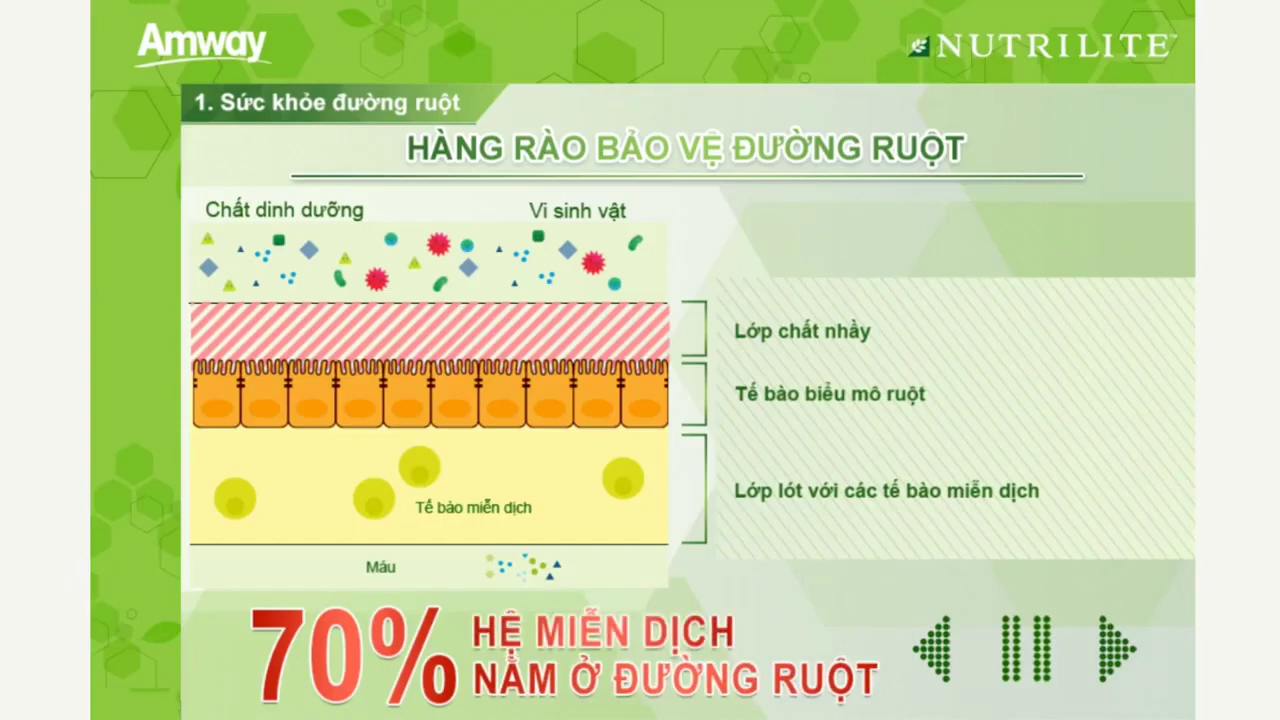 Amway
NUTRILITE™
1. Sức khỏe đường ruột
HÀNG RÀO BẢO VỆ ĐƯỜNG RUỘT
Chất dinh dưỡng
Vi sinh vật
Lớp chất nhầy
Tế bào biểu mô ruột
Lớp lót với các tế bào miễn dịch
Tế bào miễn dịch
Máu
70% HỆ MIỄN DỊCH
NẰM Ở ĐƯỜNG RUỘT